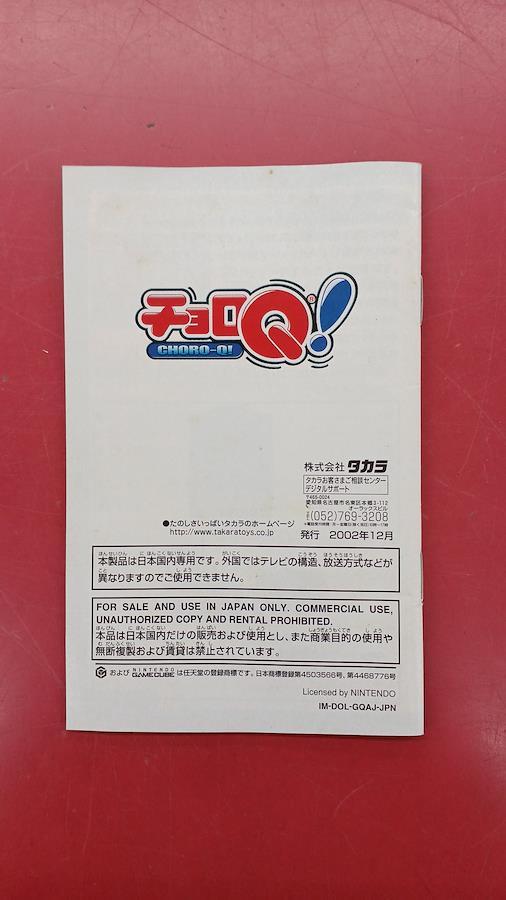 チョロQ!
®
CHORO-Q!
株式会社 タカラ
タカラお客さまご相談センター
デジタルサポート
〒465-0024
愛知県名古屋市名東区本郷3-112
オーラックスビル
(052)769-3208
●たのしさいっぱいタカラのホームページ
http://www.takaratoys.co.jp
発行 2002年12月
本製品は日本国内専用です。外国ではテレビの構造、放送方式などが
異なりますのでご使用できません。
FOR SALE AND USE IN JAPAN ONLY. COMMERCIAL USE,
UNAUTHORIZED COPY AND RENTAL PROHIBITED.
本品は日本国内だけの販売および使用とし、また商業目的の使用や
無断複製および賃貸は禁止されています。
および NINTENDO GAMECUBE は任天堂の登録商標です。日本商標登録第4503566号、第4468776号
Licensed by NINTENDO
IM-DOL-GQAJ-JPN